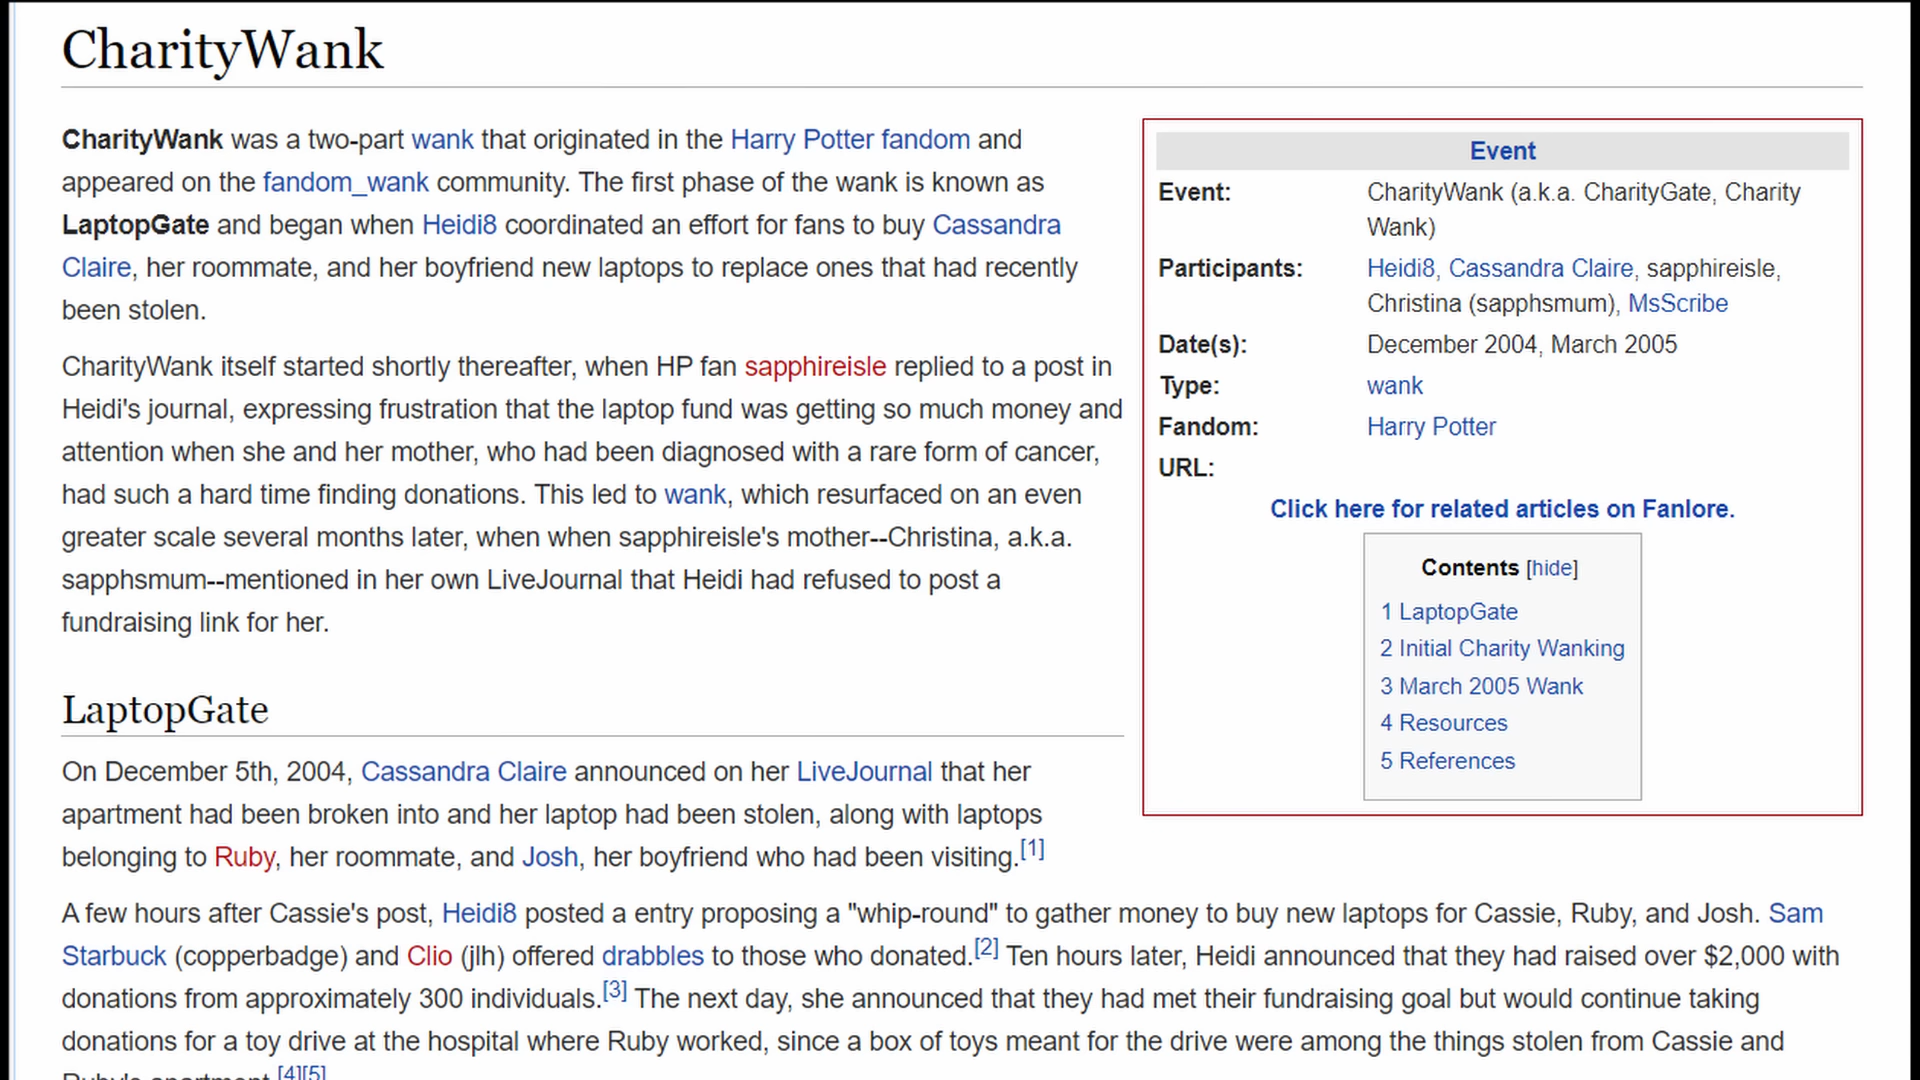 CharityWank
CharityWank was a two-part wank that originated in the Harry Potter fandom and
appeared on the fandom_wank community. The first phase of the wank is known as
LaptopGate and began when Heidi8 coordinated an effort for fans to buy Cassandra
Claire, her roommate, and her boyfriend new laptops to replace ones that had recently
been stolen.
CharityWank itself started shortly thereafter, when HP fan sapphireisle replied to a post in
Heidi's journal, expressing frustration that the laptop fund was getting so much money and
attention when she and her mother, who had been diagnosed with a rare form of cancer,
had such a hard time finding donations. This led to wank, which resurfaced on an even
greater scale several months later, when when sapphireisle's mother--Christina, a.k.a.
sapphsmum--mentioned in her own LiveJournal that Heidi had refused to post a
fundraising link for her.
Event
Event: CharityWank (a.k.a. CharityGate, Charity
Wank)
Participants: Heidi8, Cassandra Claire, sapphireisle,
Christina (sapphsmum), MsScribe
Date(s): December 2004, March 2005
Type: wank
Fandom: Harry Potter
URL:
Click here for related articles on Fanlore.
Contents [hide]
1 LaptopGate
2 Initial Charity Wanking
3 March 2005 Wank
4 Resources
5 References
LaptopGate
On December 5th, 2004, Cassandra Claire announced on her LiveJournal that her
apartment had been broken into and her laptop had been stolen, along with laptops
belonging to Ruby, her roommate, and Josh, her boyfriend who had been visiting.[1]
A few hours after Cassie's post, Heidi8 posted a entry proposing a "whip-round" to gather money to buy new laptops for Cassie, Ruby, and Josh. Sam
Starbuck (copperbadge) and Clio (jlh) offered drabbles to those who donated.[2] Ten hours later, Heidi announced that they had raised over $2,000 with
donations from approximately 300 individuals.[3] The next day, she announced that they had met their fundraising goal but would continue taking
donations for a toy drive at the hospital where Ruby worked, since a box of toys meant for the drive were among the things stolen from Cassie and
Ruby's apartment.[4][5]